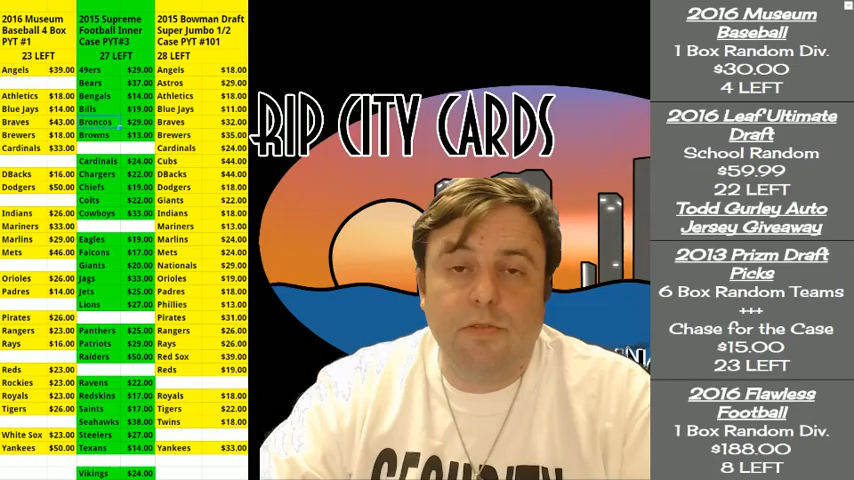 2016 Museum
Baseball 4 Box
PYT #1
23 LEFT
Angels $39.00
Athletics $18.00
Blue Jays $14.00
Braves $43.00
Brewers $18.00
Cardinals $33.00
DBacks $16.00
Dodgers $50.00
Indians $26.00
Mariners $33.00
Marlins $29.00
Mets $46.00
Orioles $26.00
Padres $14.00
Pirates $26.00
Rangers $23.00
Rays $16.00
Reds $23.00
Rockies $23.00
Royals $23.00
Tigers $26.00
White Sox $23.00
Yankees $50.00
2015 Supreme
Football Inner
Case PYT#3
27 LEFT
49ers $29.00
Bears $37.00
Bengals $14.00
Bills $19.00
Broncos $29.00
Browns $13.00
Cardinals $24.00
Chargers $22.00
Chiefs $19.00
Colts $22.00
Cowboys $33.00
Eagles $19.00
Falcons $17.00
Giants $20.00
Jags $33.00
Jets $25.00
Lions $27.00
Panthers $25.00
Patriots $29.00
Raiders $50.00
Ravens $22.00
Redskins $17.00
Saints $17.00
Seahawks $38.00
Steelers $27.00
Texans $14.00
Vikings $24.00
2015 Bowman Draft
Super Jumbo 1/2
Case PYT #101
28 LEFT
Angels $18.00
Astros $29.00
Athletics $18.00
Blue Jays $11.00
Braves $32.00
Brewers $35.00
Cardinals $24.00
Cubs $44.00
DBacks $44.00
Dodgers $18.00
Giants $22.00
Indians $18.00
Mariners $13.00
Marlins $24.00
Mets $24.00
Nationals $29.00
Orioles $19.00
Padres $18.00
Phillies $13.00
Pirates $31.00
Rangers $26.00
Rays $26.00
Red Sox $39.00
Reds $19.00
Royals $18.00
Tigers $22.00
Twins $18.00
Yankees $33.00
RIP CITY CARDS
SECURITY
2016 Museum
Baseball
1 Box Random Div.
$30.00
4 LEFT
2016 Leaf Ultimate
Draft
School Random
$59.99
22 LEFT
Todd Gurley Auto
Jersey Giveaway
2013 Prizm Draft
Picks
6 Box Random Teams
+++
Chase for the Case
$15.00
23 LEFT
2016 Flawless
Football
1 Box Random Div.
$188.00
8 LEFT